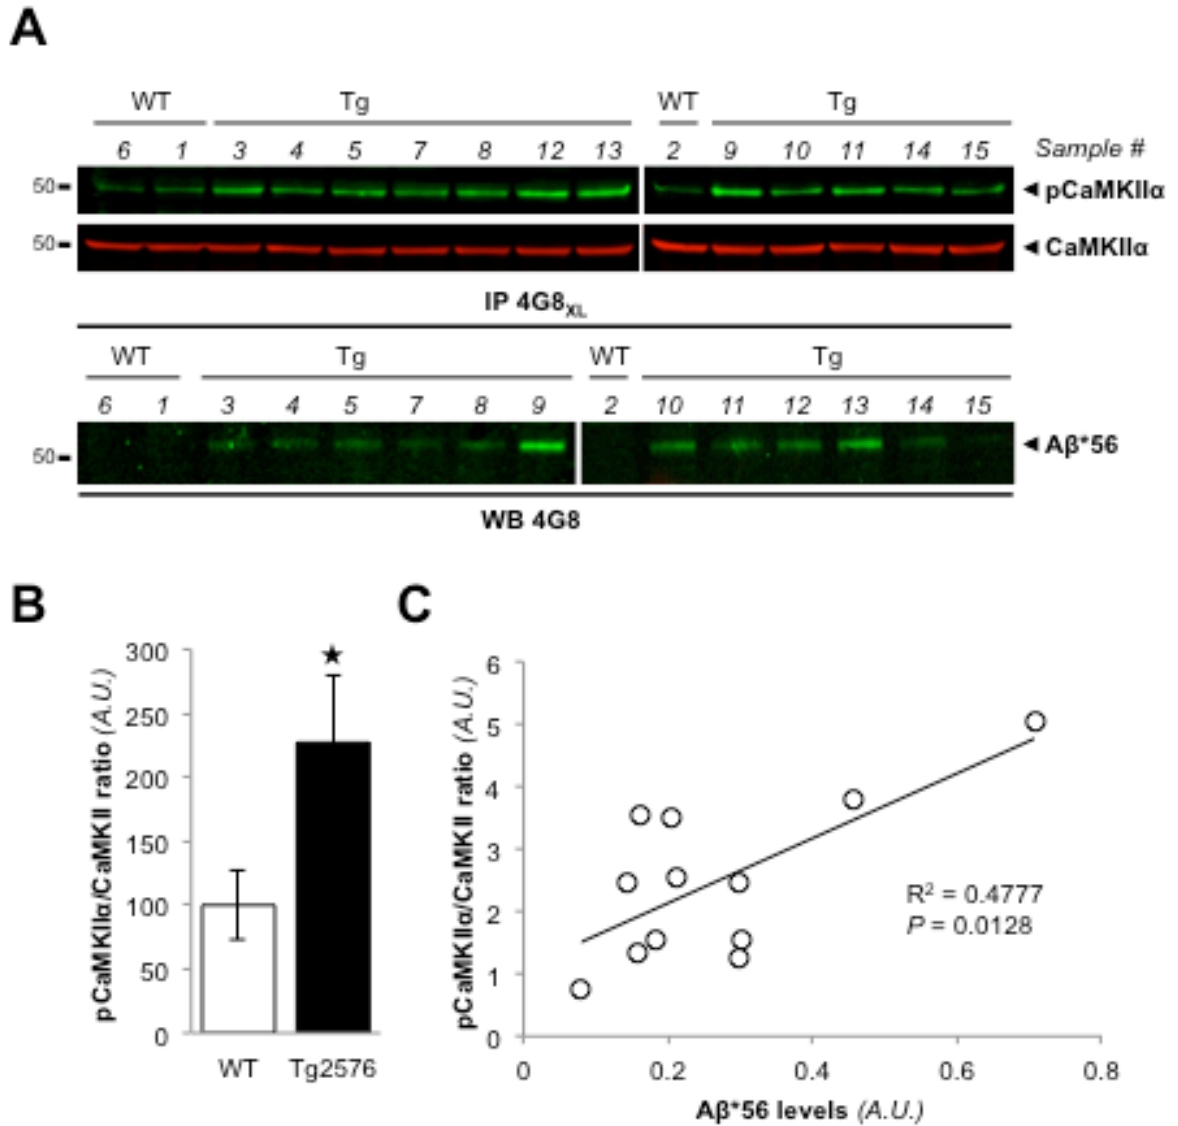 A
WT Tg WT Tg
6 1 3 4 5 7 8 12 13 2 9 10 11 14 15 Sample #
50 pCaMKIIα
50 CaMKIIα
IP 4G8XL
WT Tg WT Tg
6 1 3 4 5 7 8 9 2 10 11 12 13 14 15
50 Aβ*56
WB 4G8
B
pCaMKIIα/CaMKII ratio (A.U.)
300
250
200
150
100
50
0
WT Tg2576
C
pCaMKIIα/CaMKII ratio (A.U.)
6
5
4
3
2
1
0
R² = 0.4777
P = 0.0128
0 0.2 0.4 0.6 0.8
Aβ*56 levels (A.U.)